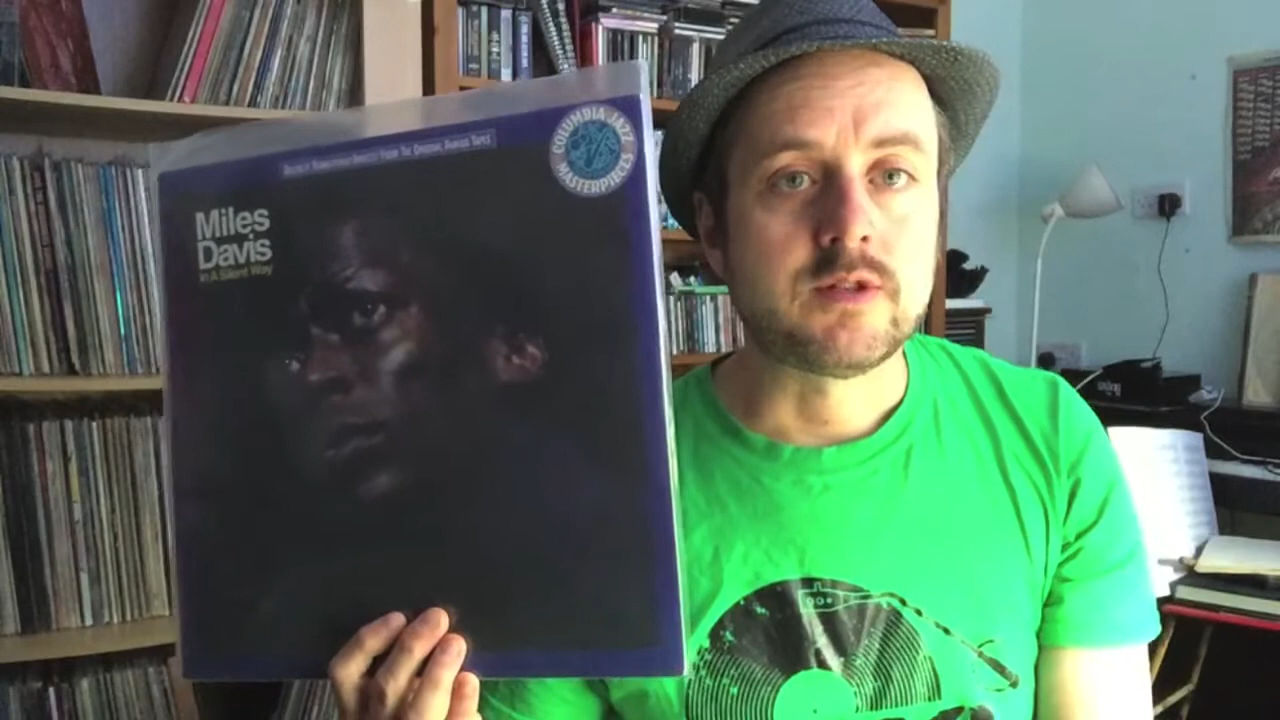 DIGITALLY REMASTERED DIRECTLY FROM THE ORIGINAL ANALOG TAPES
COLUMBIA JAZZ
MASTERPIECES
Miles
Davis
In A Silent Way